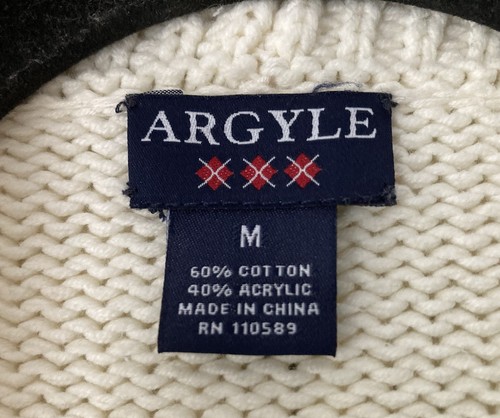 ARGYLE
M
60% COTTON
40% ACRYLIC
MADE IN CHINA
RN 110589